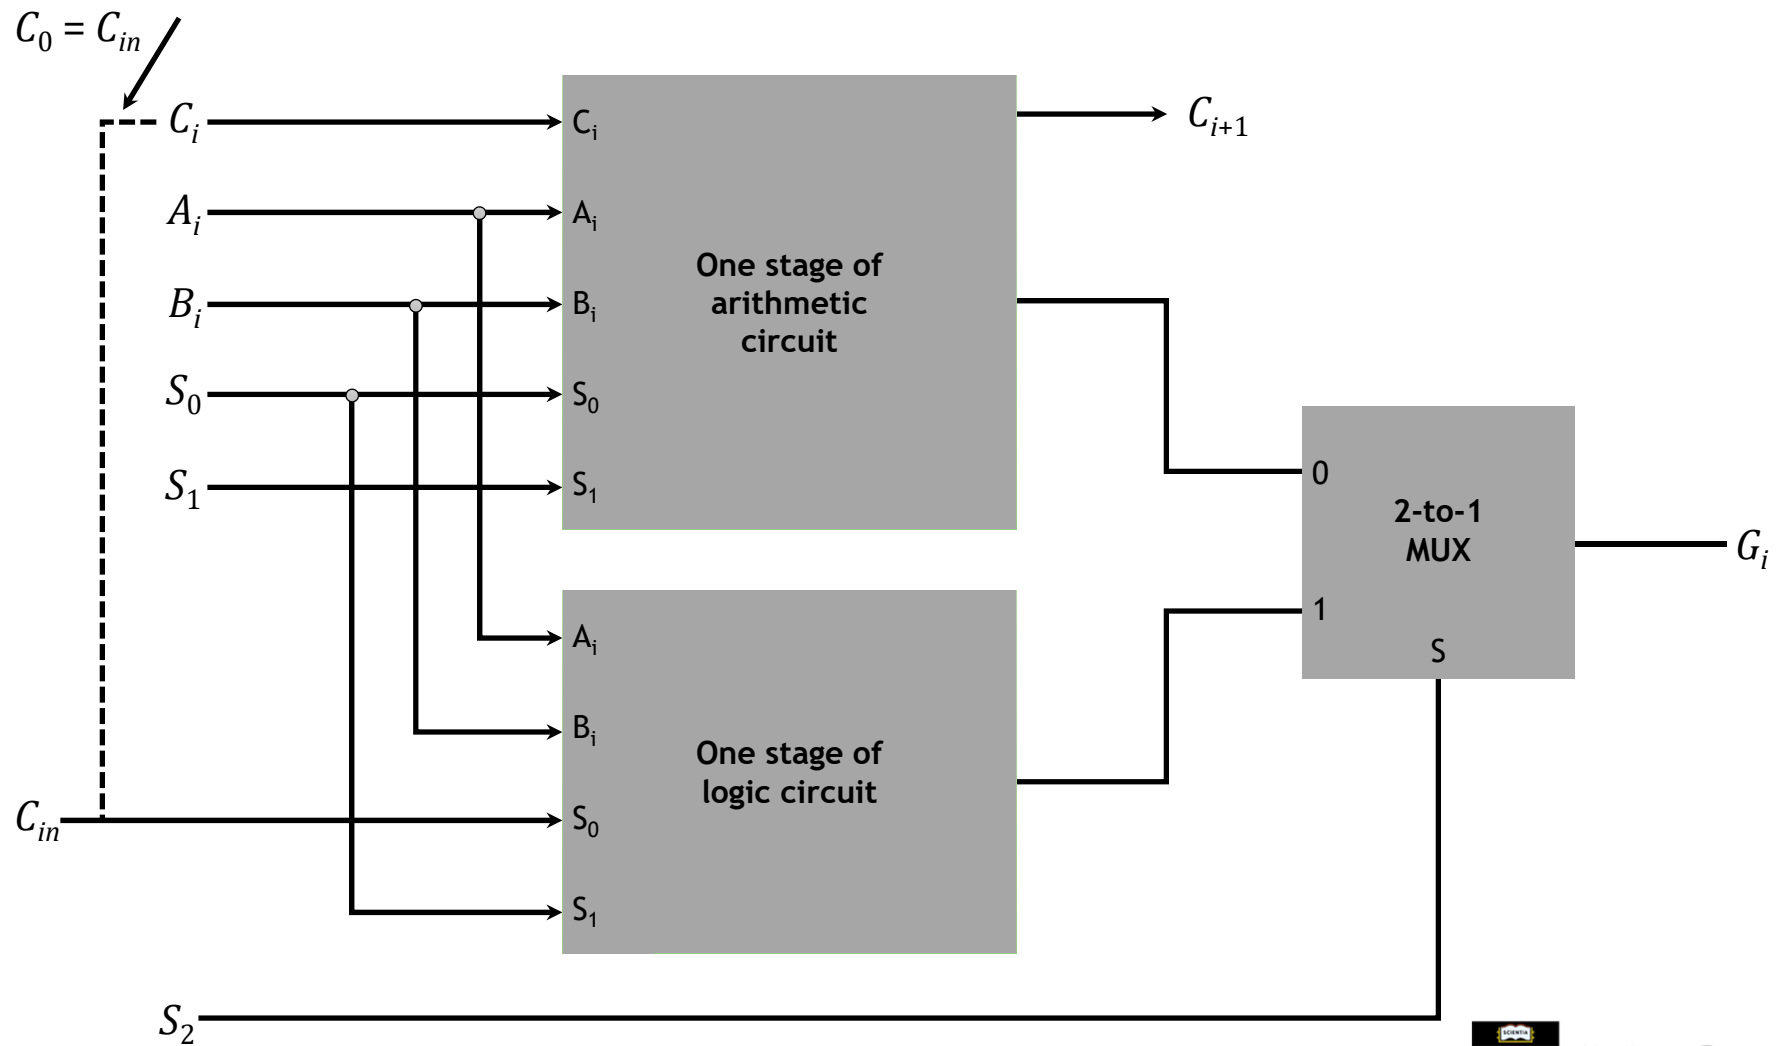 C₀ = Cᵢₙ
Cᵢ
Aᵢ
Bᵢ
S₀
S₁
Cᵢₙ
S₂
Cᵢ
Aᵢ
Bᵢ
S₀
S₁
One stage of
arithmetic
circuit
Aᵢ
Bᵢ
S₀
S₁
One stage of
logic circuit
Cᵢ₊₁
0
1
2-to-1
MUX
S
Gᵢ
SCIENTIA